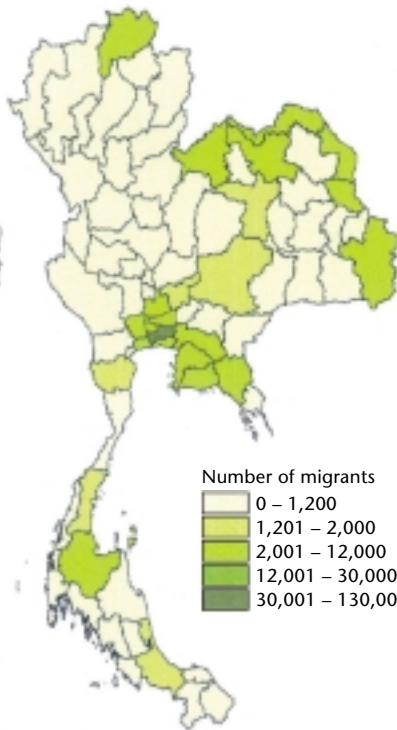 Number of migrants
0 – 1,200
1,201 – 2,000
2,001 – 12,000
12,001 – 30,000
30,001 – 130,00